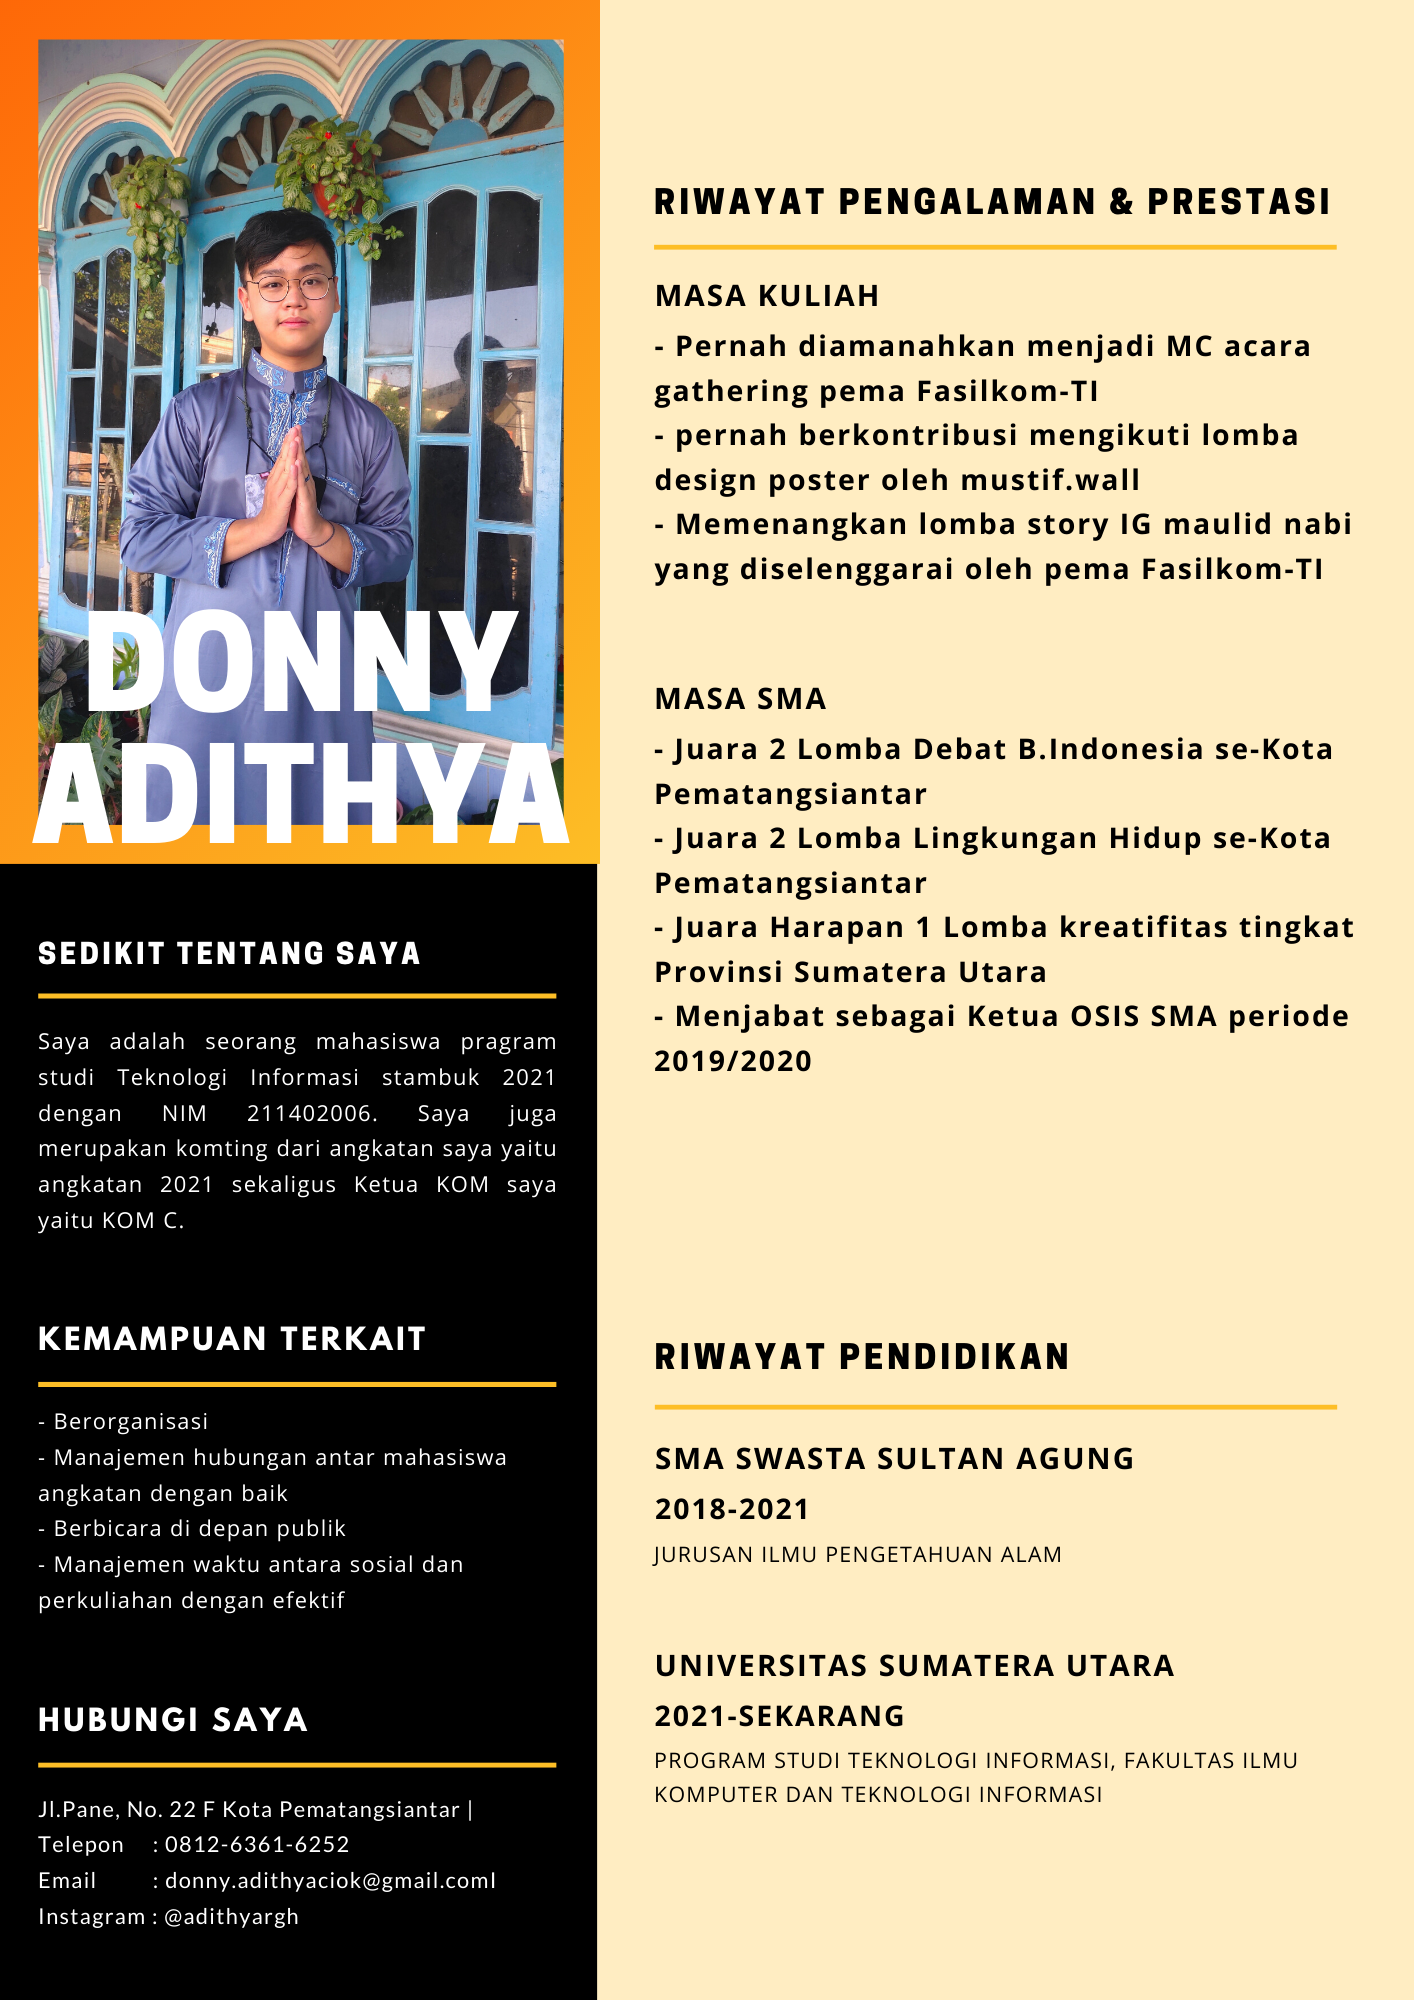 DONNY
ADITHYA
SEDIKIT TENTANG SAYA
Saya adalah seorang mahasiswa pragram
studi Teknologi Informasi stambuk 2021
dengan NIM 211402006. Saya juga
merupakan komting dari angkatan saya yaitu
angkatan 2021 sekaligus Ketua KOM saya
yaitu KOM C.
KEMAMPUAN TERKAIT
- Berorganisasi
- Manajemen hubungan antar mahasiswa
angkatan dengan baik
- Berbicara di depan publik
- Manajemen waktu antara sosial dan
perkuliahan dengan efektif
HUBUNGI SAYA
Jl.Pane, No. 22 F Kota Pematangsiantar |
Telepon : 0812-6361-6252
Email : donny.adithyaciok@gmail.comI
Instagram : @adithyargh
RIWAYAT PENGALAMAN & PRESTASI
MASA KULIAH
- Pernah diamanahkan menjadi MC acara
gathering pema Fasilkom-TI
- pernah berkontribusi mengikuti lomba
design poster oleh mustif.wall
- Memenangkan lomba story IG maulid nabi
yang diselenggarai oleh pema Fasilkom-TI
MASA SMA
- Juara 2 Lomba Debat B.Indonesia se-Kota
Pematangsiantar
- Juara 2 Lomba Lingkungan Hidup se-Kota
Pematangsiantar
- Juara Harapan 1 Lomba kreatifitas tingkat
Provinsi Sumatera Utara
- Menjabat sebagai Ketua OSIS SMA periode
2019/2020
RIWAYAT PENDIDIKAN
SMA SWASTA SULTAN AGUNG
2018-2021
JURUSAN ILMU PENGETAHUAN ALAM
UNIVERSITAS SUMATERA UTARA
2021-SEKARANG
PROGRAM STUDI TEKNOLOGI INFORMASI, FAKULTAS ILMU
KOMPUTER DAN TEKNOLOGI INFORMASI